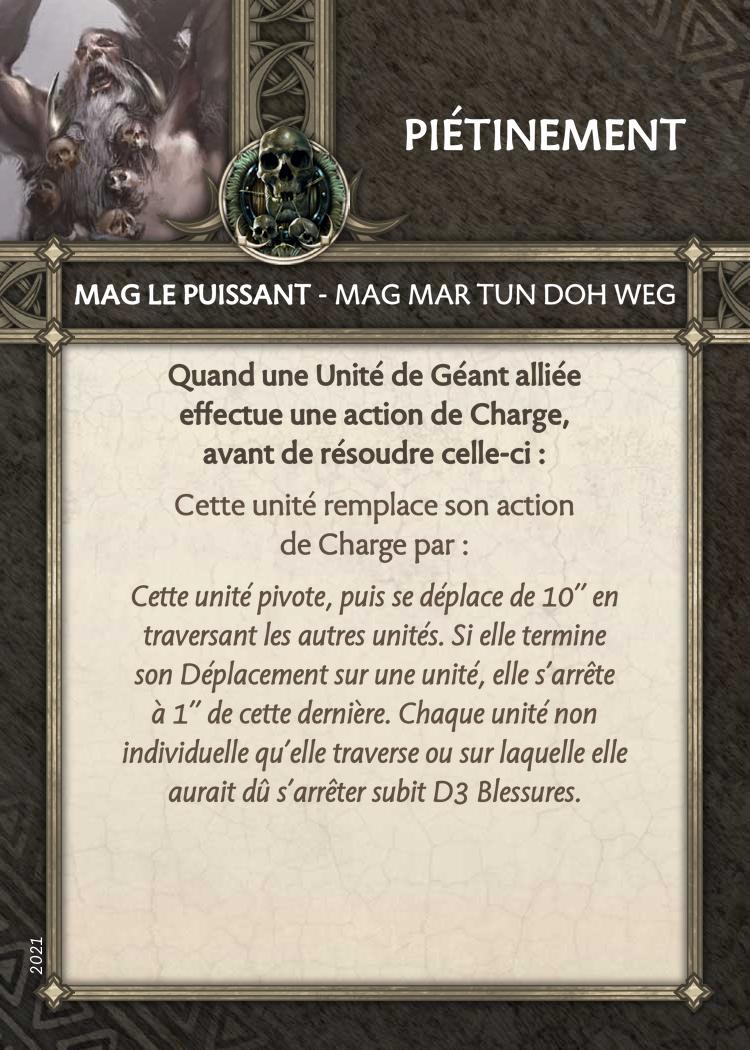 PIÉTINEMENT
MAG LE PUISSANT - MAG MAR TUN DOH WEG
Quand une Unité de Géant alliée
effectue une action de Charge,
avant de résoudre celle-ci :
Cette unité remplace son action
de Charge par :
Cette unité pivote, puis se déplace de 10" en
traversant les autres unités. Si elle termine
son Déplacement sur une unité, elle s'arrête
à 1" de cette dernière. Chaque unité non
individuelle qu'elle traverse ou sur laquelle elle
aurait dû s'arrêter subit D3 Blessures.
2021